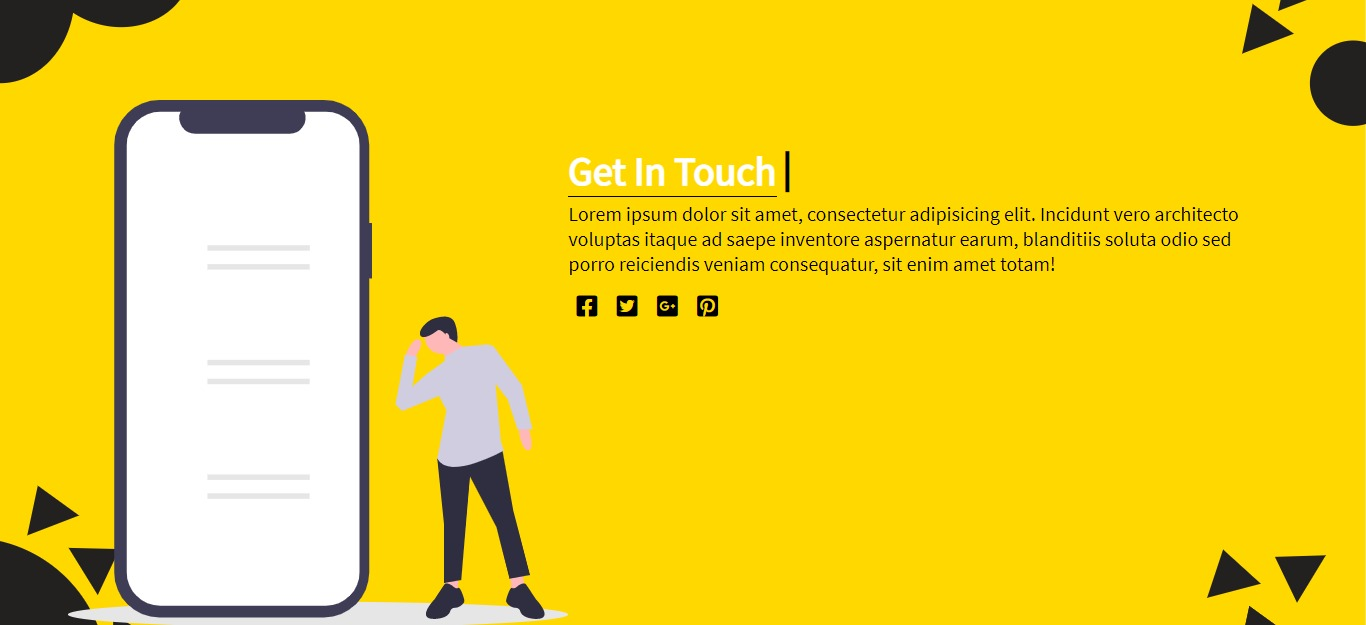 Get In Touch
Lorem ipsum dolor sit amet, consectetur adipisicing elit. Incidunt vero architecto
voluptas itaque ad saepe inventore aspernatur earum, blanditiis soluta odio sed
porro reiciendis veniam consequatur, sit enim amet totam!